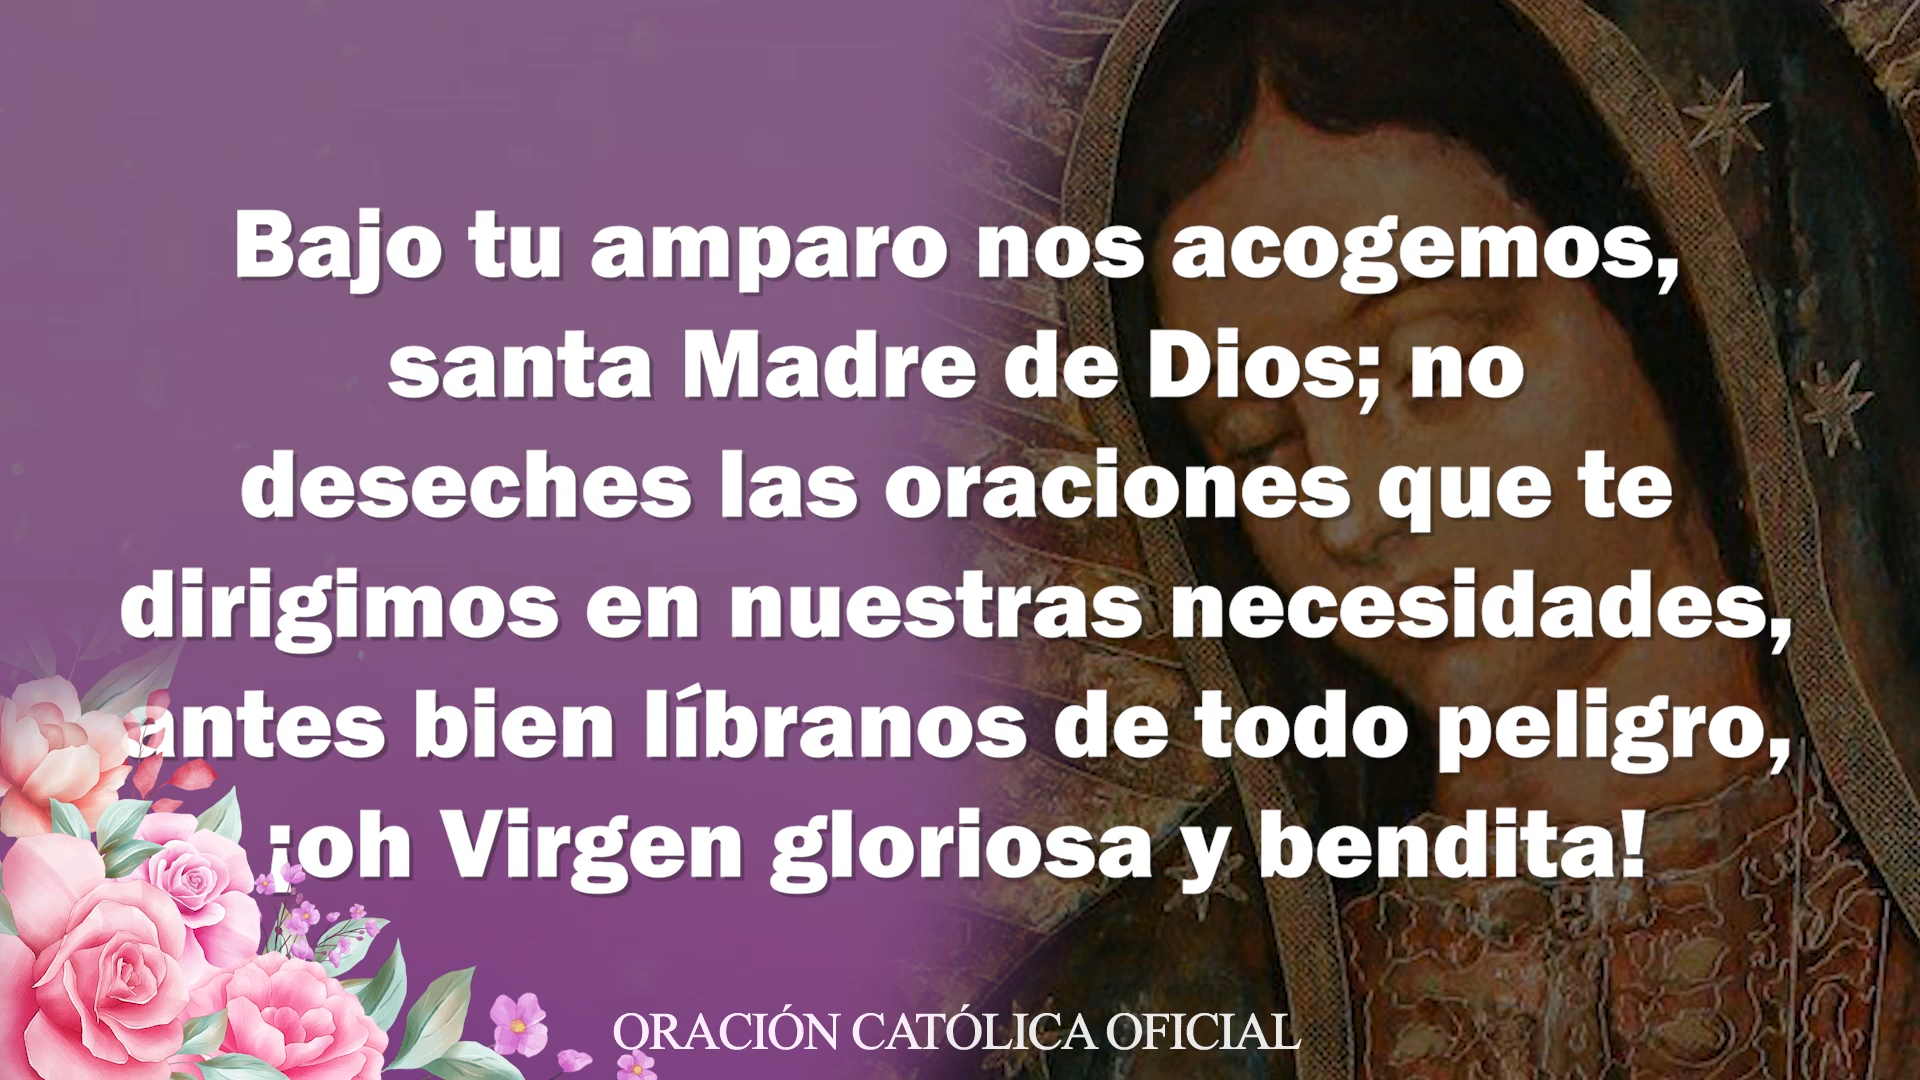 Bajo tu amparo nos acogemos,
santa Madre de Dios; no
deseches las oraciones que te
dirigimos en nuestras necesidades,
antes bien líbranos de todo peligro,
¡oh Virgen gloriosa y bendita!
ORACIÓN CATÓLICA OFICIAL